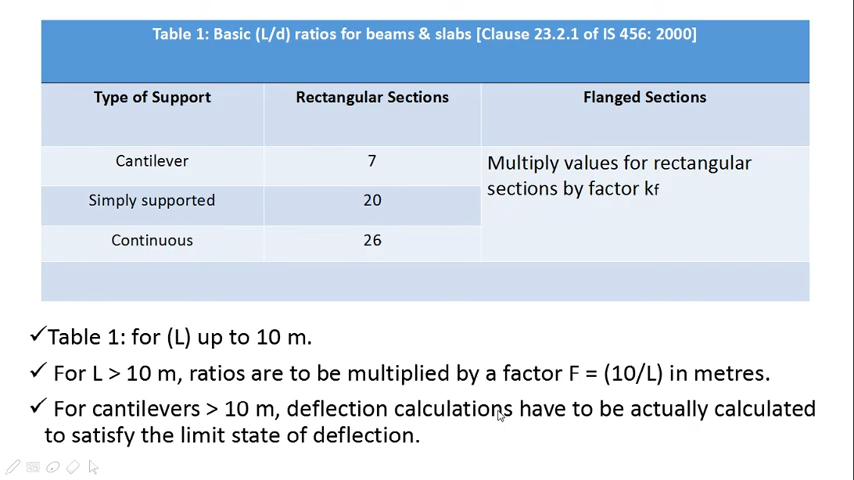 Table 1: Basic (L/d) ratios for beams & slabs [Clause 23.2.1 of IS 456: 2000]
Type of Support Rectangular Sections Flanged Sections
Cantilever 7 Multiply values for rectangular
sections by factor kf
Simply supported 20
Continuous 26
✓Table 1: for (L) up to 10 m.
✓ For L > 10 m, ratios are to be multiplied by a factor F = (10/L) in metres.
✓ For cantilevers > 10 m, deflection calculations have to be actually calculated
to satisfy the limit state of deflection.